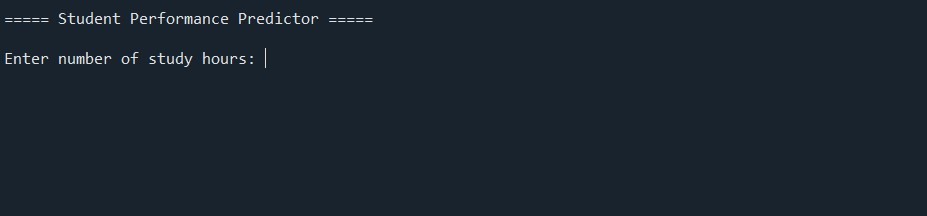 ===== Student Performance Predictor =====
Enter number of study hours: